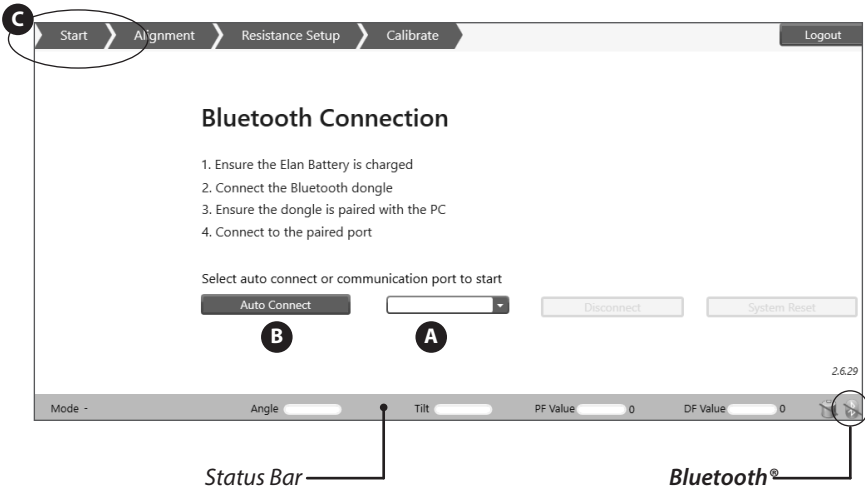 C
Start Alignment Resistance Setup Calibrate Logout
Bluetooth Connection
1. Ensure the Elan Battery is charged
2. Connect the Bluetooth dongle
3. Ensure the dongle is paired with the PC
4. Connect to the paired port
Select auto connect or communication port to start
Auto Connect Disconnect System Reset
B A
2.6.29
Mode - Angle Tilt PF Value 0 DF Value 0
Status Bar Bluetooth®